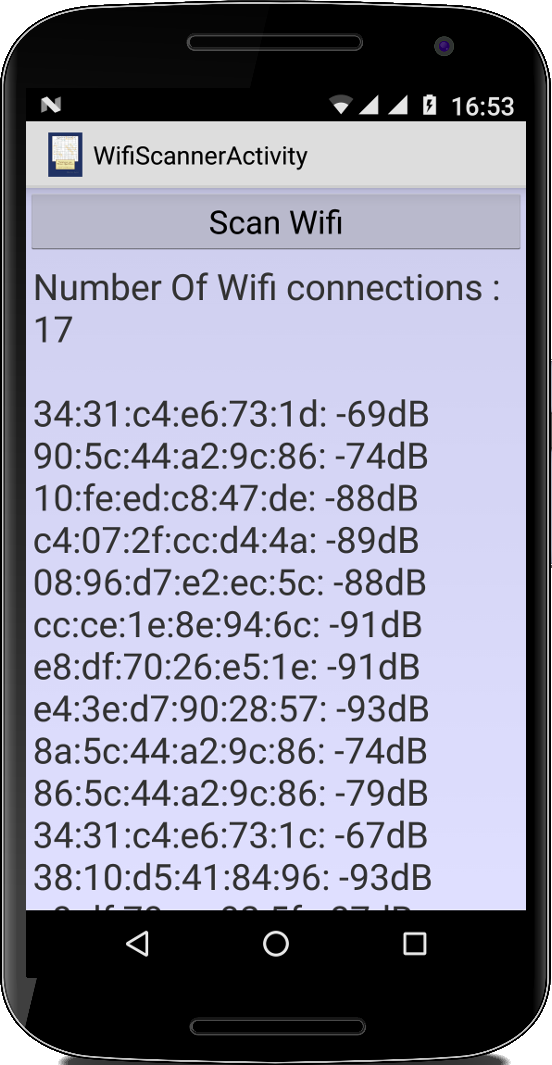 16:53
WifiScannerActivity
Scan Wifi
Number Of Wifi connections :
17
34:31:c4:e6:73:1d: -69dB
90:5c:44:a2:9c:86: -74dB
10:fe:ed:c8:47:de: -88dB
c4:07:2f:cc:d4:4a: -89dB
08:96:d7:e2:ec:5c: -88dB
cc:ce:1e:8e:94:6c: -91dB
e8:df:70:26:e5:1e: -91dB
e4:3e:d7:90:28:57: -93dB
8a:5c:44:a2:9c:86: -74dB
86:5c:44:a2:9c:86: -79dB
34:31:c4:e6:73:1c: -67dB
38:10:d5:41:84:96: -93dB